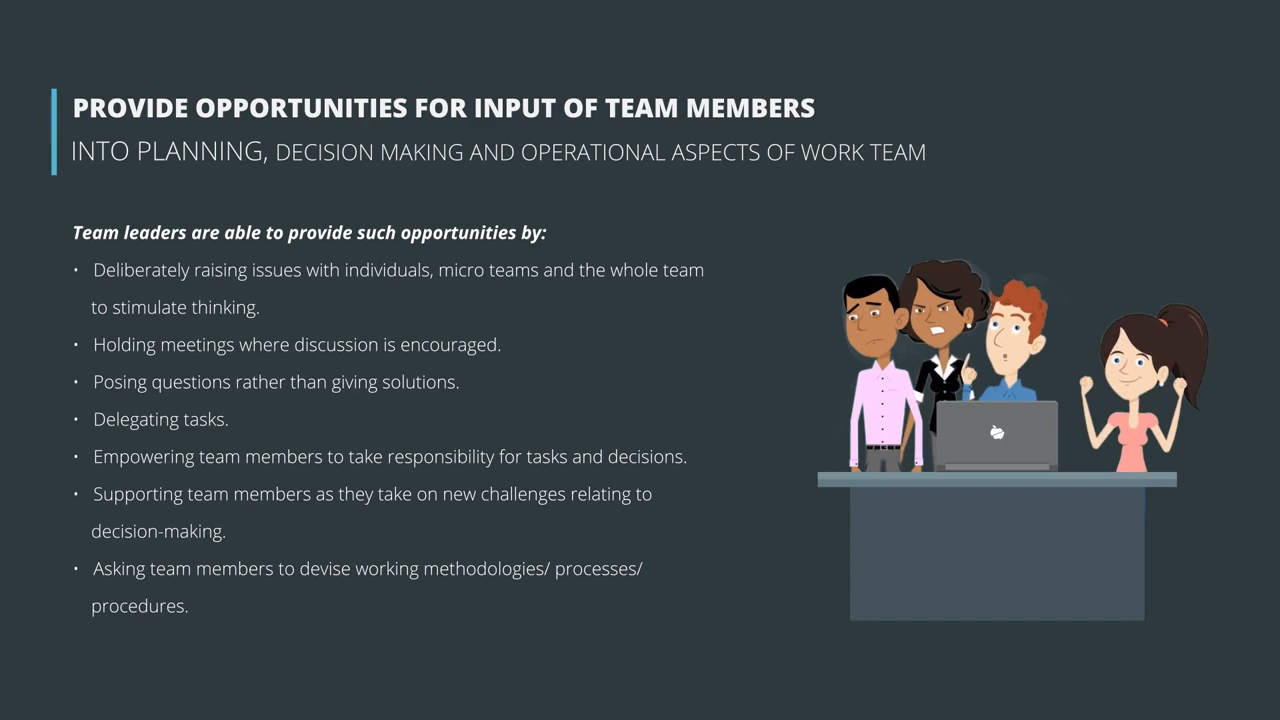 PROVIDE OPPORTUNITIES FOR INPUT OF TEAM MEMBERS
INTO PLANNING, DECISION MAKING AND OPERATIONAL ASPECTS OF WORK TEAM
Team leaders are able to provide such opportunities by:
• Deliberately raising issues with individuals, micro teams and the whole team
to stimulate thinking.
• Holding meetings where discussion is encouraged.
• Posing questions rather than giving solutions.
• Delegating tasks.
• Empowering team members to take responsibility for tasks and decisions.
• Supporting team members as they take on new challenges relating to
decision-making.
• Asking team members to devise working methodologies/ processes/
procedures.